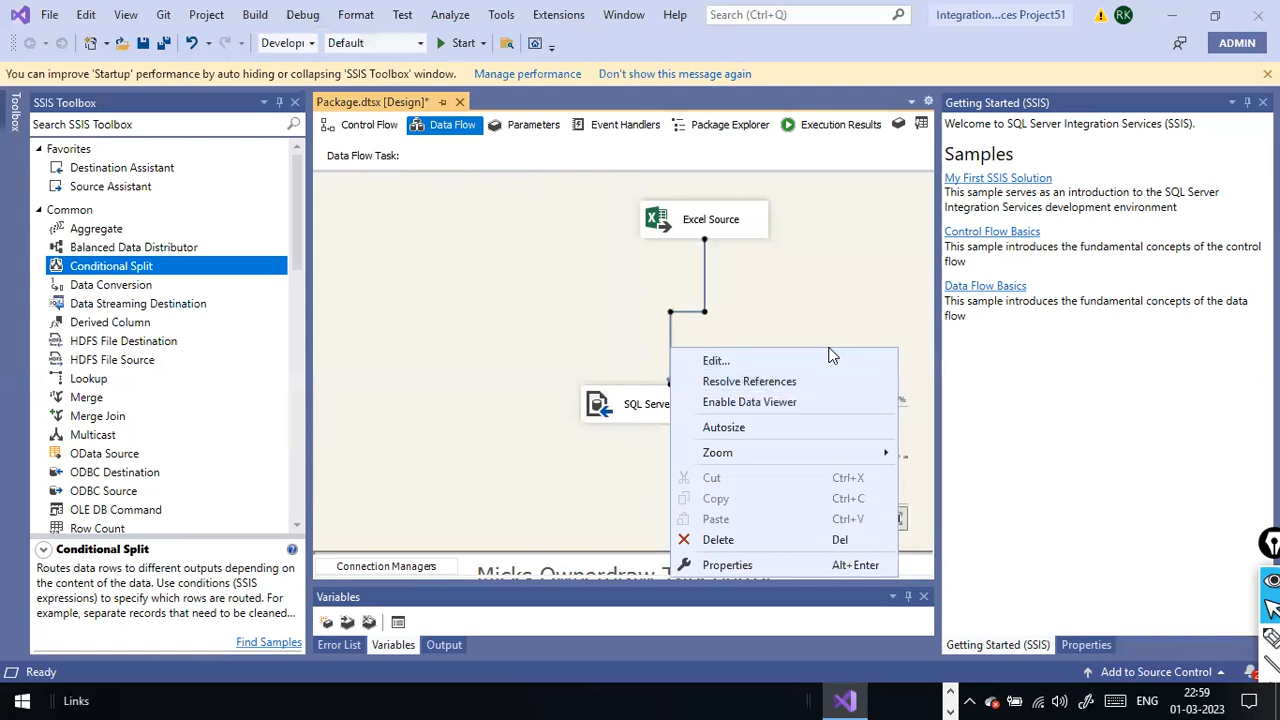 File Edit View Git Project Build Debug Format Test Analyze Tools Extensions Window Help Search (Ctrl+Q) Integration...ces Project51 RK
Developi Default Start ADMIN
You can improve 'Startup' performance by auto hiding or collapsing 'SSIS Toolbox' window. Manage performance Don't show this message again
Toolbox
SSIS Toolbox
Search SSIS Toolbox
Favorites
Destination Assistant
Source Assistant
Common
Aggregate
Balanced Data Distributor
Conditional Split
Data Conversion
Data Streaming Destination
Derived Column
HDFS File Destination
HDFS File Source
Lookup
Merge
Merge Join
Multicast
OData Source
ODBC Destination
ODBC Source
OLE DB Command
Row Count
Conditional Split
Routes data rows to different outputs depending on
the content of the data. Use conditions (SSIS
expressions) to specify which rows are routed. For
example, separate records that need to be cleaned...
Find Samples
Package.dtsx [Design]*
Control Flow Data Flow Parameters Event Handlers Package Explorer Execution Results
Data Flow Task:
Excel Source
SQL Serve
Edit...
Resolve References
Enable Data Viewer
Autosize
Zoom
Cut Ctrl+X
Copy Ctrl+C
Paste Ctrl+V
Delete Del
Properties Alt+Enter
%
Connection Managers
Variables
Error List Variables Output
Getting Started (SSIS)
Welcome to SQL Server Integration Services (SSIS).
Samples
My First SSIS Solution
This sample serves as an introduction to the SQL Server
Integration Services development environment
Control Flow Basics
This sample introduces the fundamental concepts of the control
flow
Data Flow Basics
This sample introduces the fundamental concepts of the data
flow
Getting Started (SSIS) Properties
Ready Add to Source Control
Links ENG 22:59
01-03-2023